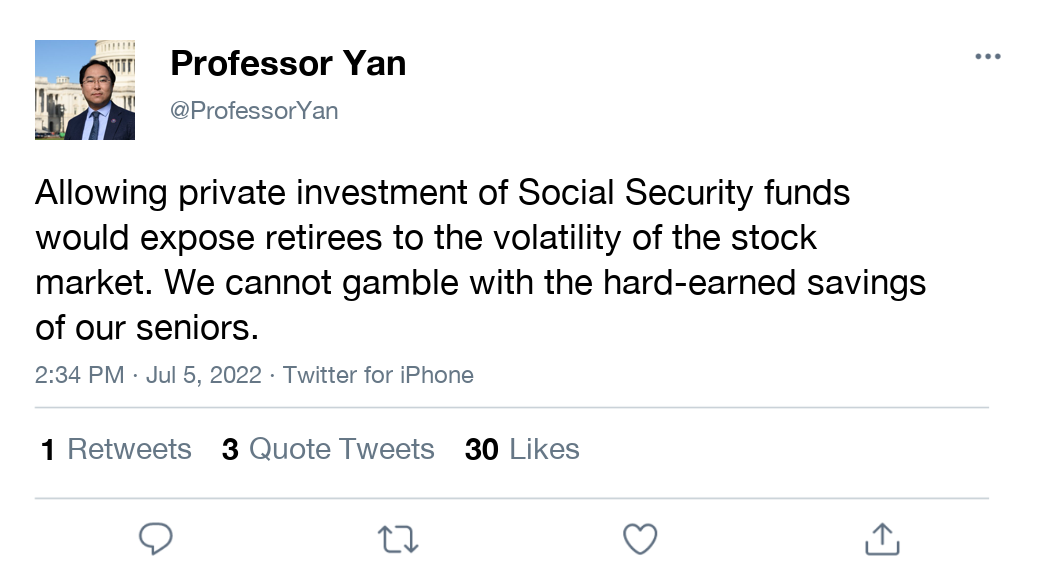 Professor Yan
@ProfessorYan
Allowing private investment of Social Security funds
would expose retirees to the volatility of the stock
market. We cannot gamble with the hard-earned savings
of our seniors.
2:34 PM · Jul 5, 2022 · Twitter for iPhone
1 Retweets 3 Quote Tweets 30 Likes